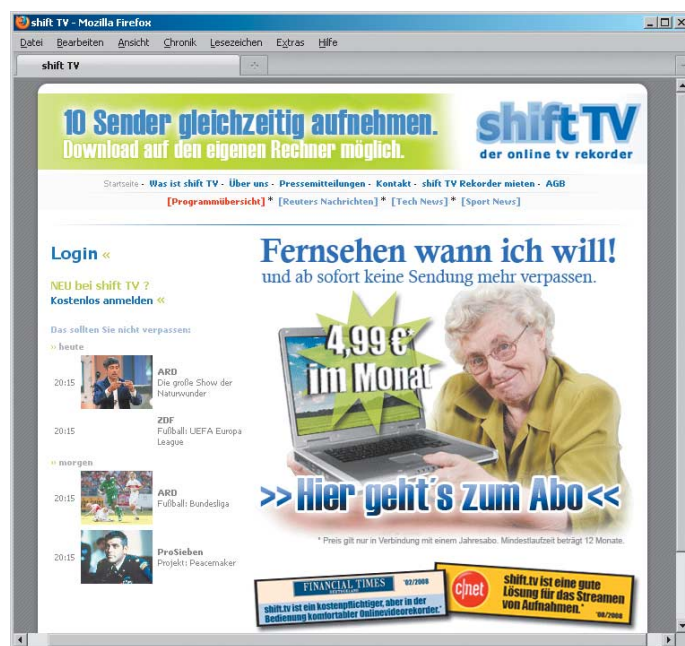 shift TV - Mozilla Firefox
Datei Bearbeiten Ansicht Chronik Lesezeichen Extras Hilfe
shift TV
10 Sender gleichzeitig aufnehmen.
Download auf den eigenen Rechner möglich.
shift TV
der online tv rekorder
Startseite - Was ist shift TV - Über uns - Pressemitteilungen - Kontakt - shift TV Rekorder mieten - AGB
[Programmübersicht] * [Reuters Nachrichten] * [Tech News] * [Sport News]
Login «
NEU bei shift TV ?
Kostenlos anmelden «
Das sollten Sie nicht verpassen:
» heute
20:15
ARD
Die große Show der
Naturwunder
20:15
ZDF
Fußball: UEFA Europa
League
» morgen
20:15
ARD
Fußball: Bundesliga
20:15
ProSieben
Projekt: Peacemaker
Fernsehen wann ich will!
und ab sofort keine Sendung mehr verpassen.
4,99 €*
im Monat
>> Hier geht's zum Abo <<
* Preis gilt nur in Verbindung mit einem Jahresabo. Mindestlaufzeit beträgt 12 Monate.
FINANCIAL TIMES
DEUTSCHLAND
'02/2008
shift.tv ist ein kostenpflichtiger, aber in der
Bedienung komfortabler Onlinevideorekorder."
c|net
shift.tv ist eine gute
Lösung für das Streamen
von Aufnahmen."
'08/2008